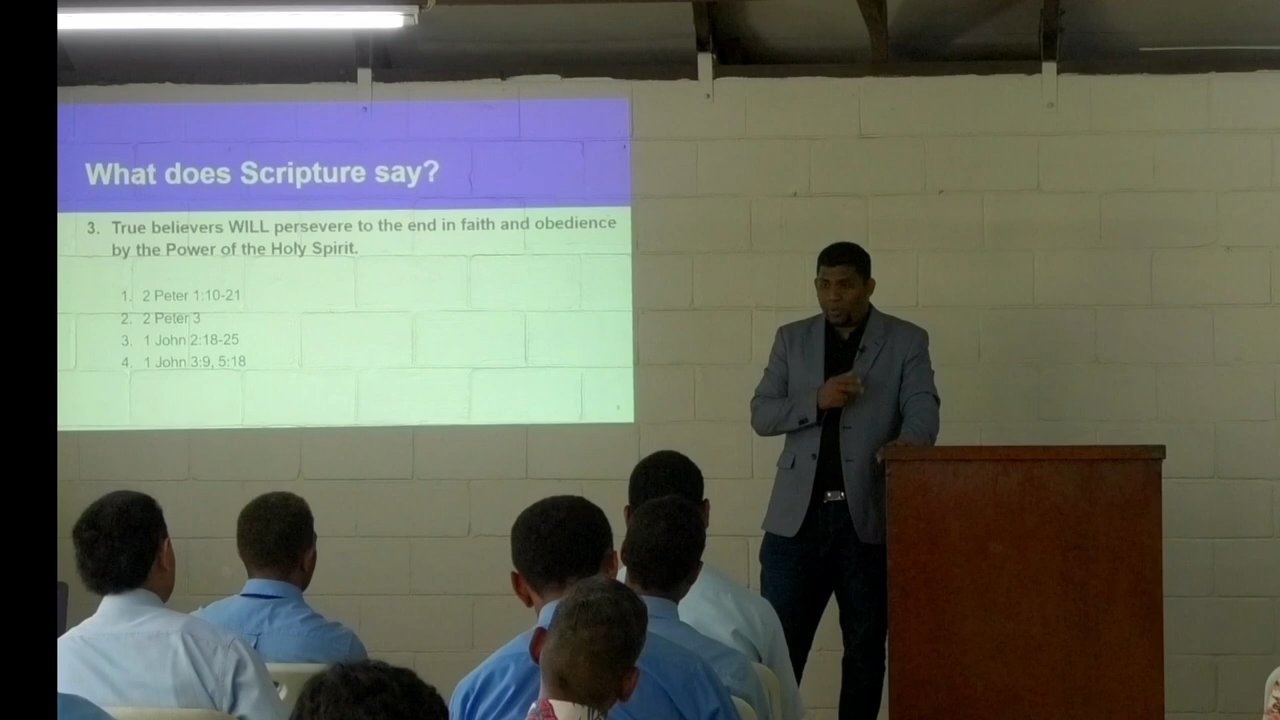 What does Scripture say?
3. True believers WILL persevere to the end in faith and obedience
by the Power of the Holy Spirit.
1. 2 Peter 1:10-21
2. 2 Peter 3
3. 1 John 2:18-25
4. 1 John 3:9, 5:18